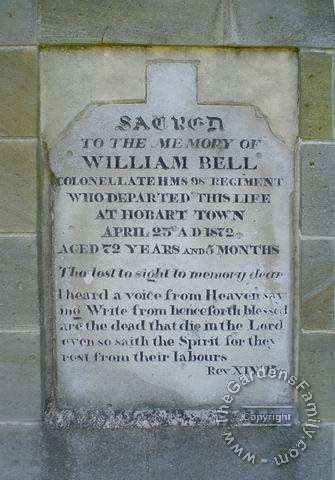 SACRED
TO THE MEMORY OF
WILLIAM BELL
COLONEL LATE HMS 98 REGIMENT
WHO DEPARTED THIS LIFE
AT HOBART TOWN
APRIL 23D A D 1872
AGED 72 YEARS AND 5 MONTHS
Tho lost to sight to memory dear
I heard a voice from Heaven say
ing Write from henceforth blessed
are the dead that die in the Lord
even so saith the Spirit for they
rest from their labours
Rev XIV 13
Copyright
www.TheGardensFamily.com